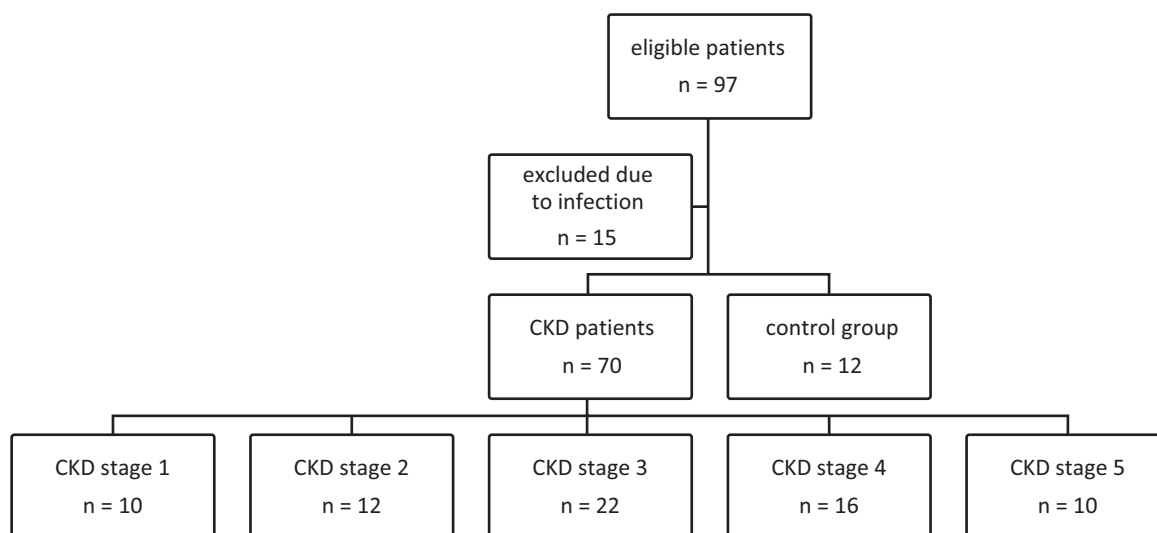 eligible patients
n = 97
excluded due
to infection
n = 15
CKD patients
n = 70
control group
n = 12
CKD stage 1
n = 10
CKD stage 2
n = 12
CKD stage 3
n = 22
CKD stage 4
n = 16
CKD stage 5
n = 10